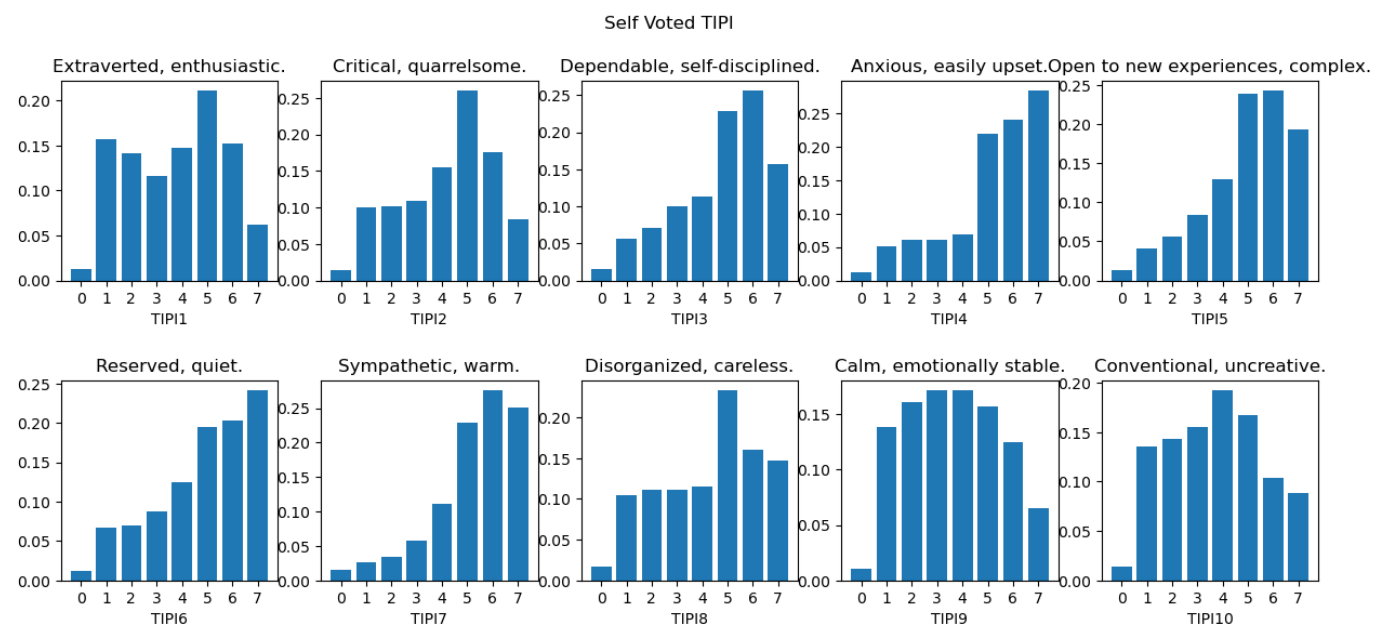 Self Voted TIPI
Extraverted, enthusiastic.
0.20
0.15
0.10
0.05
0.00
0 1 2 3 4 5 6 7
TIPI1
Critical, quarrelsome.
0.25
0.20
0.15
0.10
0.05
0.00
0 1 2 3 4 5 6 7
TIPI2
Dependable, self-disciplined.
0.25
0.20
0.15
0.10
0.05
0.00
0 1 2 3 4 5 6 7
TIPI3
Anxious, easily upset.
0.25
0.20
0.15
0.10
0.05
0.00
0 1 2 3 4 5 6 7
TIPI4
Open to new experiences, complex.
0.25
0.20
0.15
0.10
0.05
0.00
0 1 2 3 4 5 6 7
TIPI5
Reserved, quiet.
0.25
0.20
0.15
0.10
0.05
0.00
0 1 2 3 4 5 6 7
TIPI6
Sympathetic, warm.
0.25
0.20
0.15
0.10
0.05
0.00
0 1 2 3 4 5 6 7
TIPI7
Disorganized, careless.
0.20
0.15
0.10
0.05
0.00
0 1 2 3 4 5 6 7
TIPI8
Calm, emotionally stable.
0.15
0.10
0.05
0.00
0 1 2 3 4 5 6 7
TIPI9
Conventional, uncreative.
0.20
0.15
0.10
0.05
0.00
0 1 2 3 4 5 6 7
TIPI10